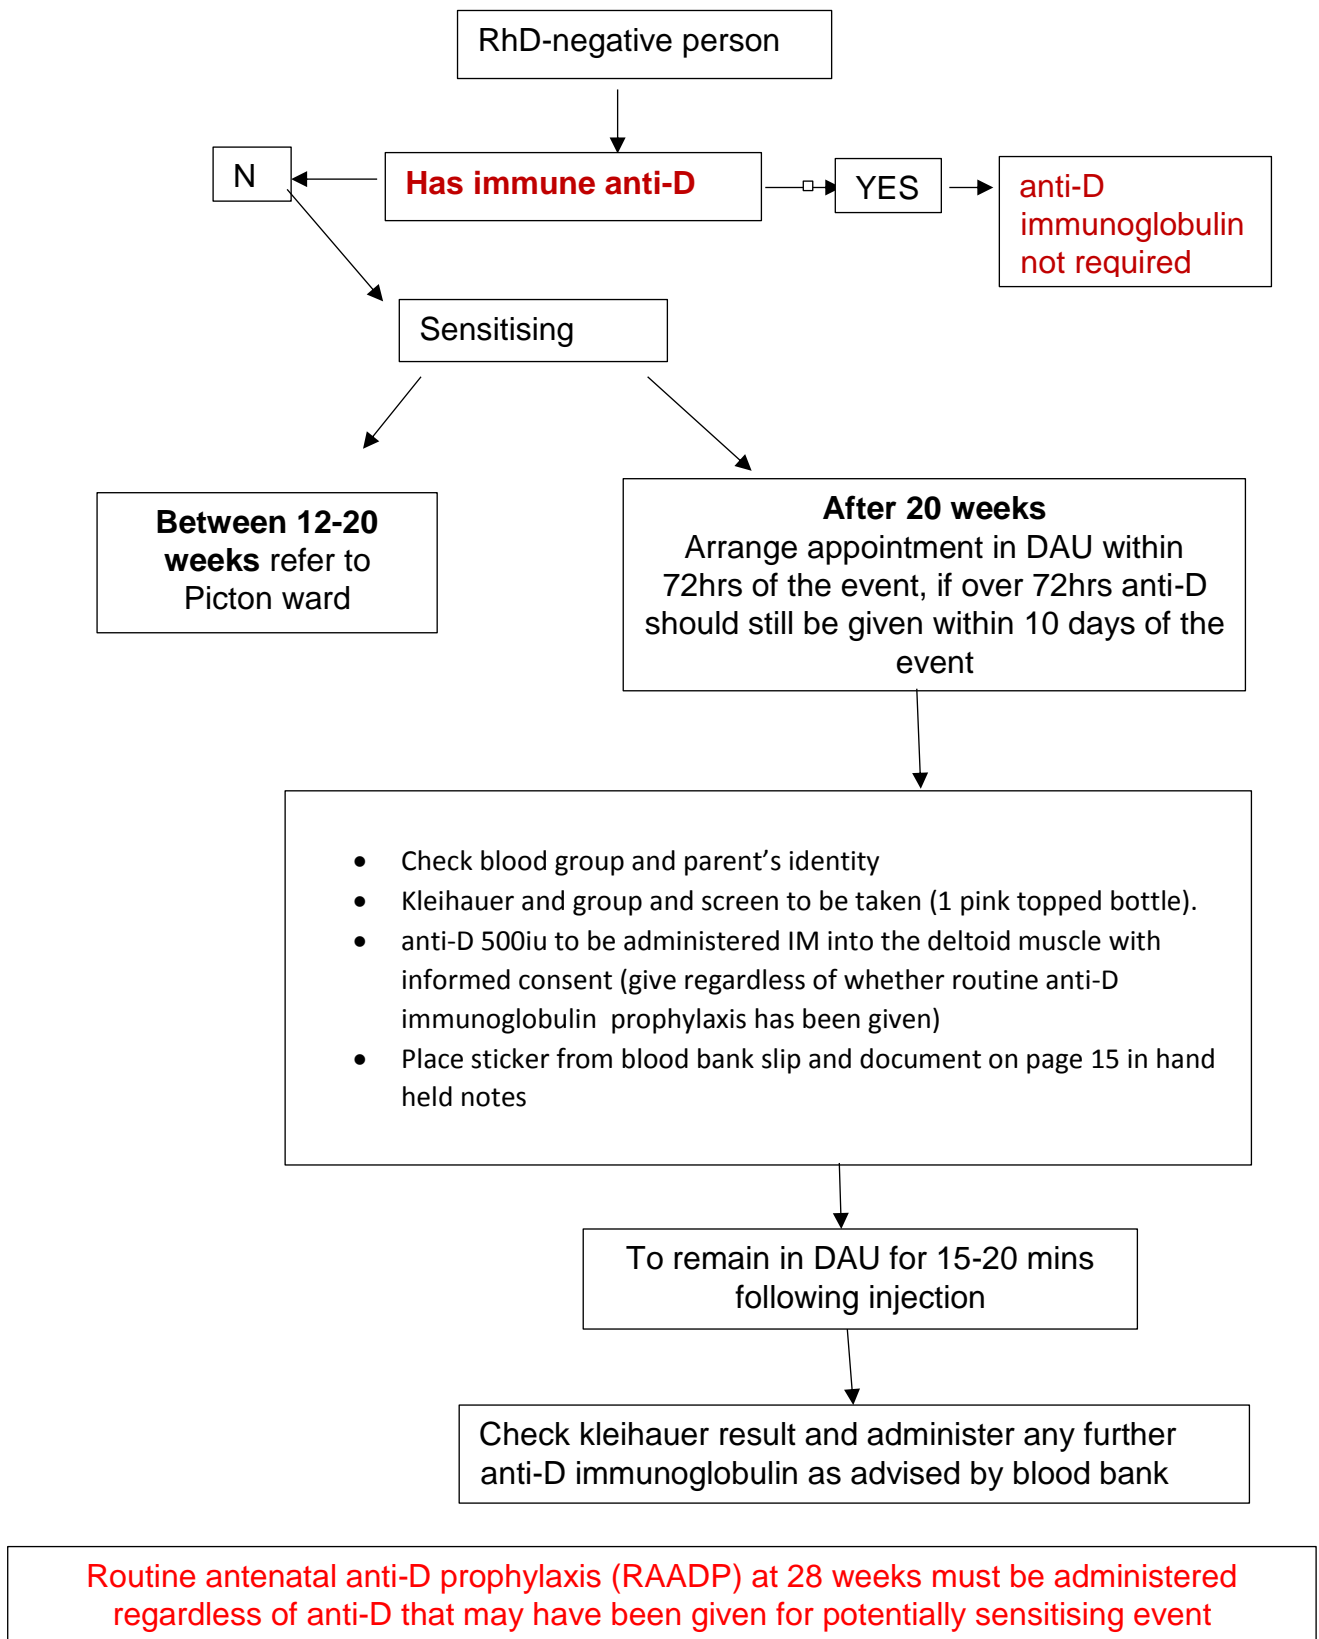 RhD-negative person
N
Has immune anti-D
YES
anti-D
immunoglobulin
not required
Sensitising
Between 12-20
weeks refer to
Picton ward
After 20 weeks
Arrange appointment in DAU within
72hrs of the event, if over 72hrs anti-D
should still be given within 10 days of the
event
• Check blood group and parent’s identity
• Kleihauer and group and screen to be taken (1 pink topped bottle).
• anti-D 500iu to be administered IM into the deltoid muscle with
informed consent (give regardless of whether routine anti-D
immunoglobulin prophylaxis has been given)
• Place sticker from blood bank slip and document on page 15 in hand
held notes
To remain in DAU for 15-20 mins
following injection
Check kleihauer result and administer any further
anti-D immunoglobulin as advised by blood bank
Routine antenatal anti-D prophylaxis (RAADP) at 28 weeks must be administered
regardless of anti-D that may have been given for potentially sensitising event